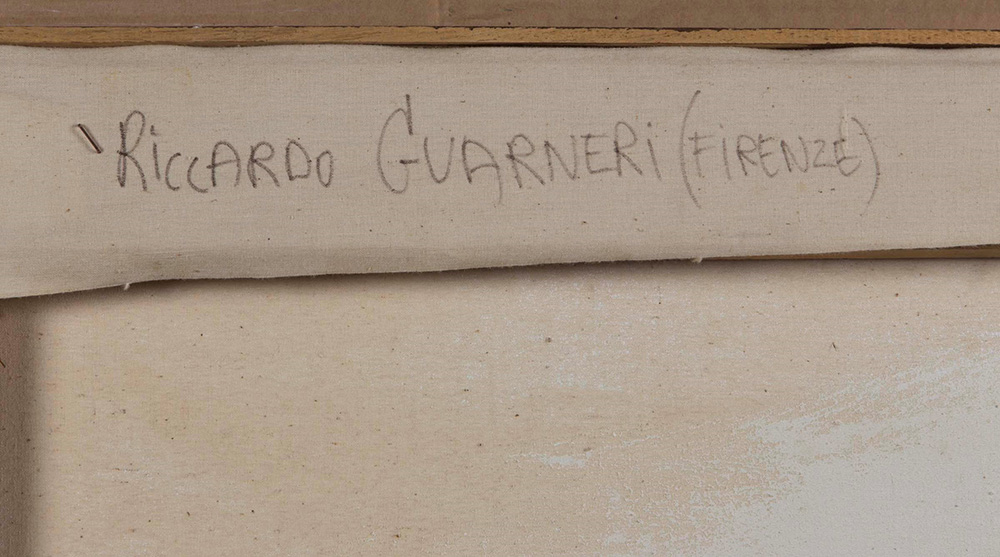 RiCCARDO GUARNERi (FiRENZE)